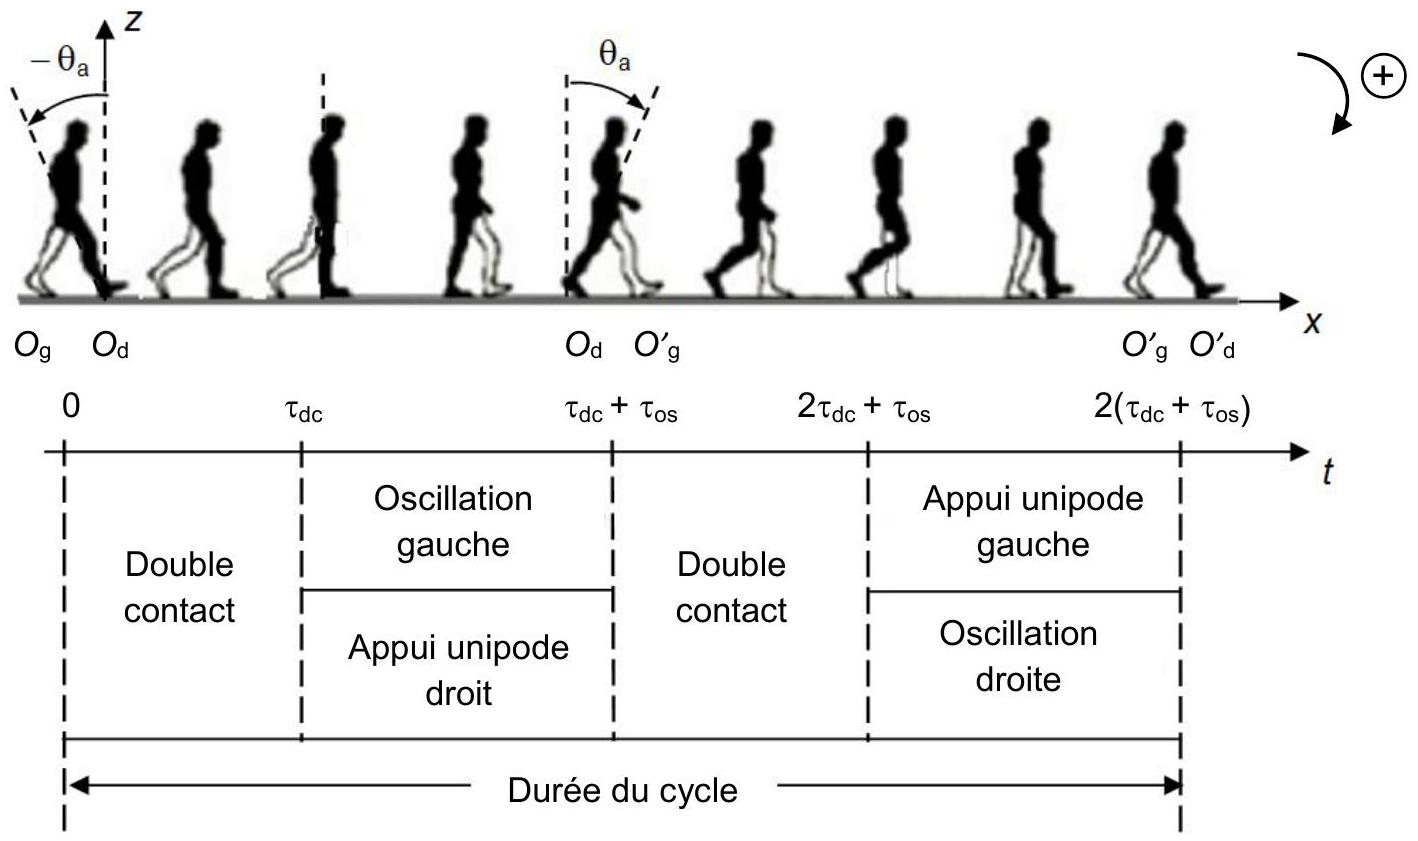 z
− θa
θa
+
x
Og Od Od O’g O’g O’d
0 τdc τdc + τos 2τdc + τos 2(τdc + τos)
t
Double
contact
Oscillation
gauche
Appui unipode
droit
Double
contact
Appui unipode
gauche
Oscillation
droite
Durée du cycle